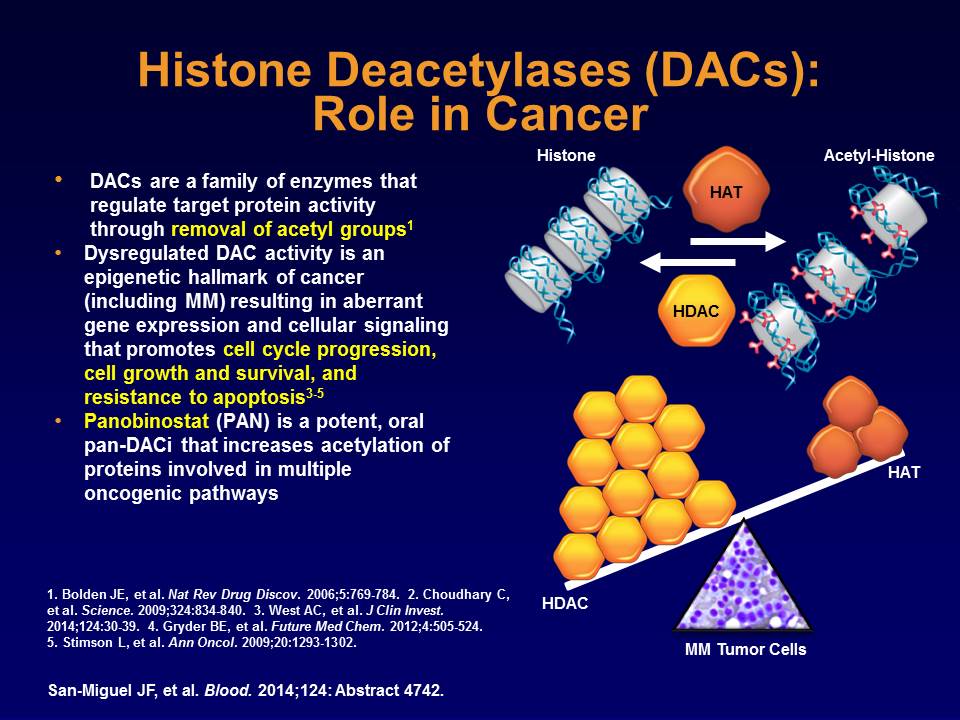 Histone Deacetylases (DACs):
Role in Cancer
• DACs are a family of enzymes that
regulate target protein activity
through removal of acetyl groups1
• Dysregulated DAC activity is an
epigenetic hallmark of cancer
(including MM) resulting in aberrant
gene expression and cellular signaling
that promotes cell cycle progression,
cell growth and survival, and
resistance to apoptosis3-5
• Panobinostat (PAN) is a potent, oral
pan-DACi that increases acetylation of
proteins involved in multiple
oncogenic pathways
Histone
HAT
Acetyl-Histone
HDAC
HAT
HDAC
MM Tumor Cells
1. Bolden JE, et al. Nat Rev Drug Discov. 2006;5:769-784. 2. Choudhary C,
et al. Science. 2009;324:834-840. 3. West AC, et al. J Clin Invest.
2014;124:30-39. 4. Gryder BE, et al. Future Med Chem. 2012;4:505-524.
5. Stimson L, et al. Ann Oncol. 2009;20:1293-1302.
San-Miguel JF, et al. Blood. 2014;124: Abstract 4742.